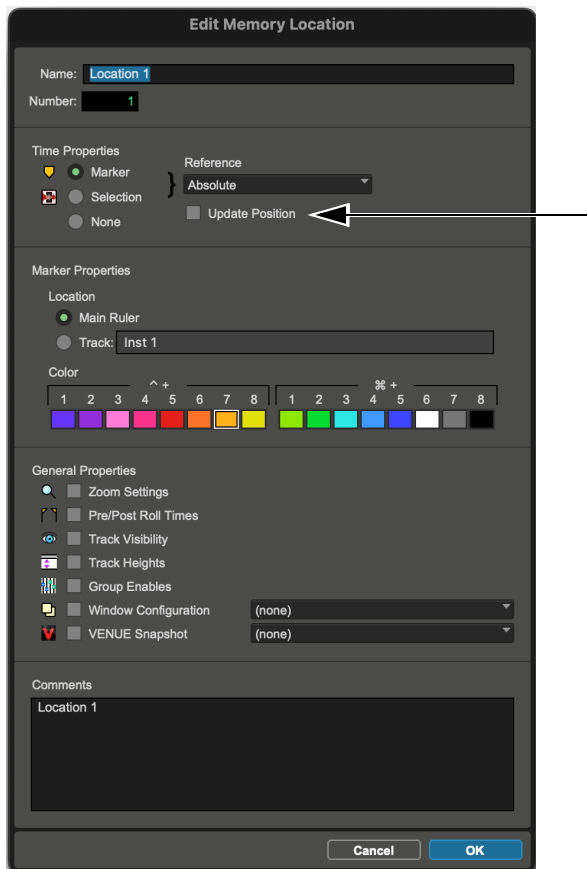 Edit Memory Location
Name: Location 1
Number: 1
Time Properties
Marker
Selection
None
Reference
Absolute
Update Position
Marker Properties
Location
Main Ruler
Track: Inst 1
Color
^ + ⌘ +
1 2 3 4 5 6 7 8 1 2 3 4 5 6 7 8
General Properties
Zoom Settings
Pre/Post Roll Times
Track Visibility
Track Heights
Group Enables
Window Configuration (none)
VENUE Snapshot (none)
Comments
Location 1
Cancel OK